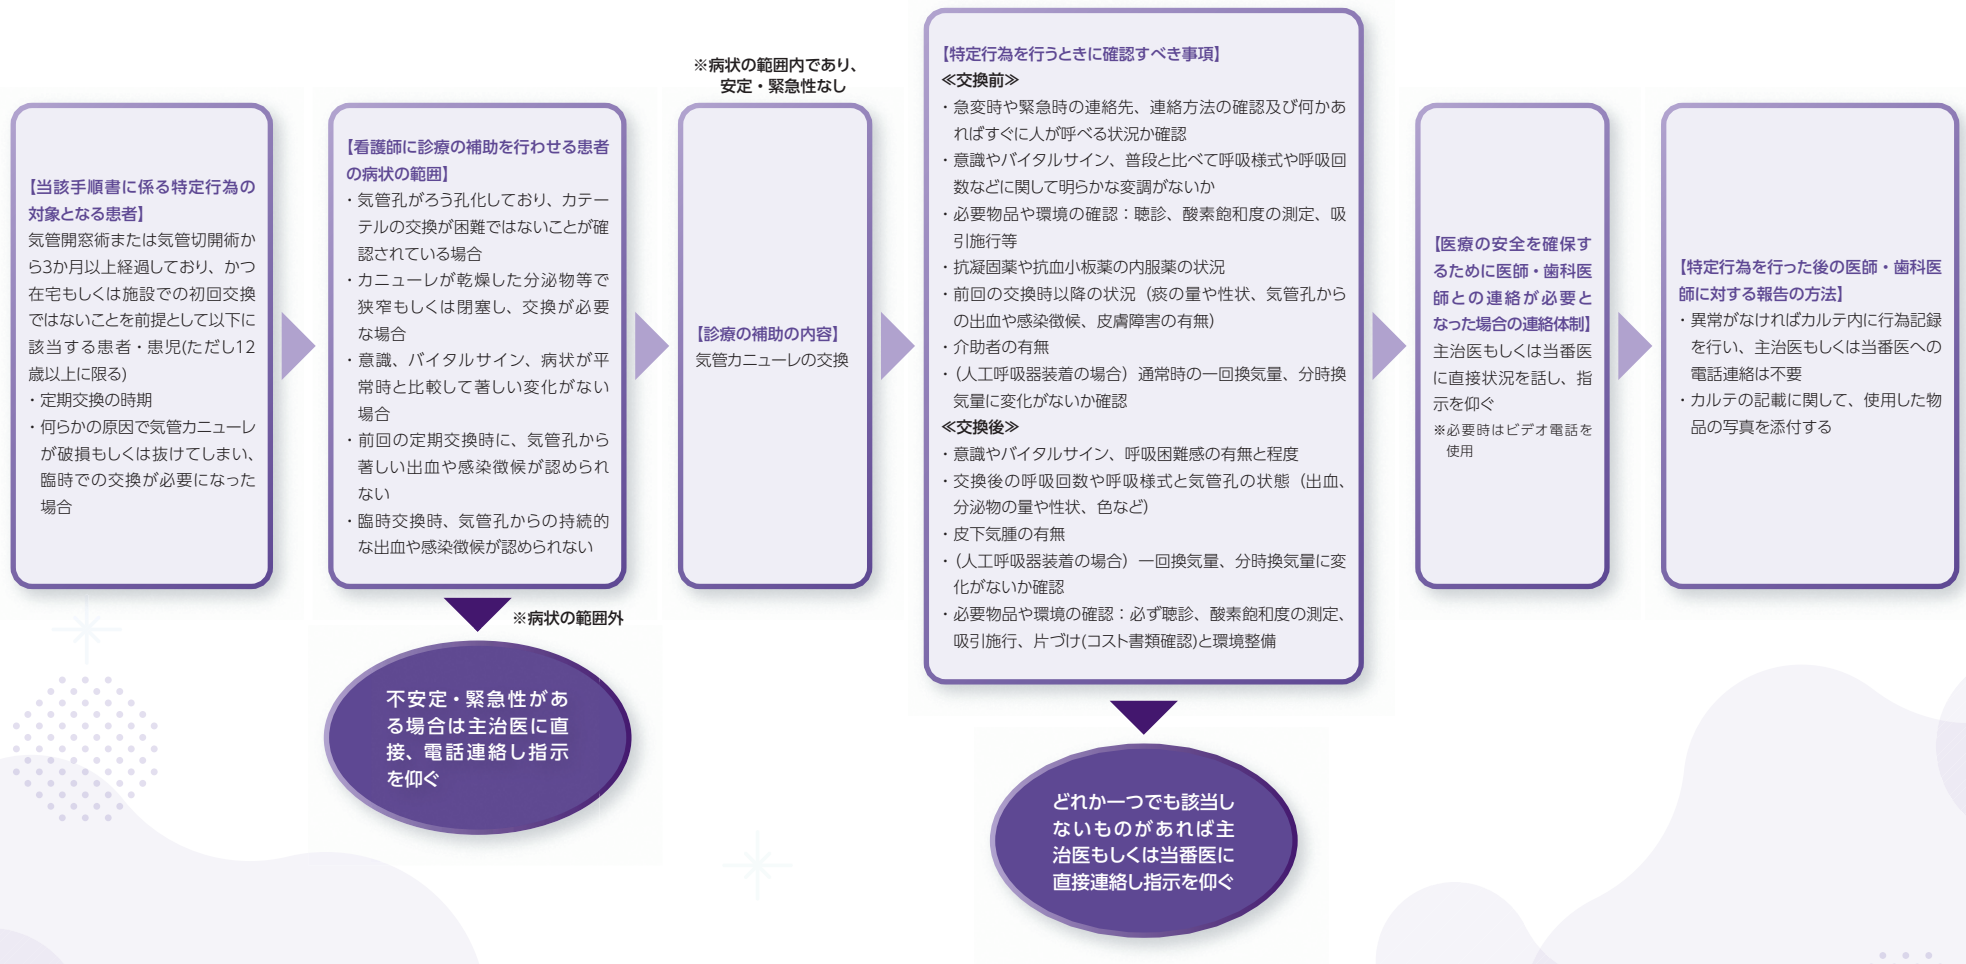 【当該手順書に係る特定行為の
対象となる患者】
気管開窓術または気管切開術か
ら3か月以上経過しており、かつ
在宅もしくは施設での初回交換
ではないことを前提として以下に
該当する患者・患児(ただし12
歳以上に限る)
・定期交換の時期
・何らかの原因で気管カニューレ
が破損もしくは抜けてしまい、
臨時での交換が必要になった
場合
【看護師に診療の補助を行わせる患者
の病状の範囲】
・気管孔がろう孔化しており、カテー
テルの交換が困難ではないことが確
認されている場合
・カニューレが乾燥した分泌物等で
狭窄もしくは閉塞し、交換が必要
な場合
・意識、バイタルサイン、病状が平
常時と比較して著しい変化がない
場合
・前回の定期交換時に、気管孔から
著しい出血や感染徴候が認められ
ない
・臨時交換時、気管孔からの持続的
な出血や感染徴候が認められない
※病状の範囲外
不安定・緊急性があ
る場合は主治医に直
接、電話連絡し指示
を仰ぐ
※病状の範囲内であり、
安定・緊急性なし
【診療の補助の内容】
気管カニューレの交換
【特定行為を行うときに確認すべき事項】
≪交換前≫
・急変時や緊急時の連絡先、連絡方法の確認及び何かあ
ればすぐに人が呼べる状況か確認
・意識やバイタルサイン、普段と比べて呼吸様式や呼吸回
数などに関して明らかな変調がないか
・必要物品や環境の確認：聴診、酸素飽和度の測定、吸
引施行等
・抗凝固薬や抗血小板薬の内服薬の状況
・前回の交換時以降の状況（痰の量や性状、気管孔から
の出血や感染徴候、皮膚障害の有無）
・介助者の有無
・（人工呼吸器装着の場合）通常時の一回換気量、分時換
気量に変化がないか確認
≪交換後≫
・意識やバイタルサイン、呼吸困難感の有無と程度
・交換後の呼吸回数や呼吸様式と気管孔の状態（出血、
分泌物の量や性状、色など）
・皮下気腫の有無
・（人工呼吸器装着の場合）一回換気量、分時換気量に変
化がないか確認
・必要物品や環境の確認：必ず聴診、酸素飽和度の測定、
吸引施行、片づけ(コスト書類確認)と環境整備
どれか一つでも該当し
ないものがあれば主
治医もしくは当番医に
直接連絡し指示を仰ぐ
【医療の安全を確保す
るために医師・歯科医
師との連絡が必要と
なった場合の連絡体制】
主治医もしくは当番医
に直接状況を話し、指
示を仰ぐ
※必要時はビデオ電話を
使用
【特定行為を行った後の医師・歯科医
師に対する報告の方法】
・異常がなければカルテ内に行為記録
を行い、主治医もしくは当番医への
電話連絡は不要
・カルテの記載に関して、使用した物
品の写真を添付する